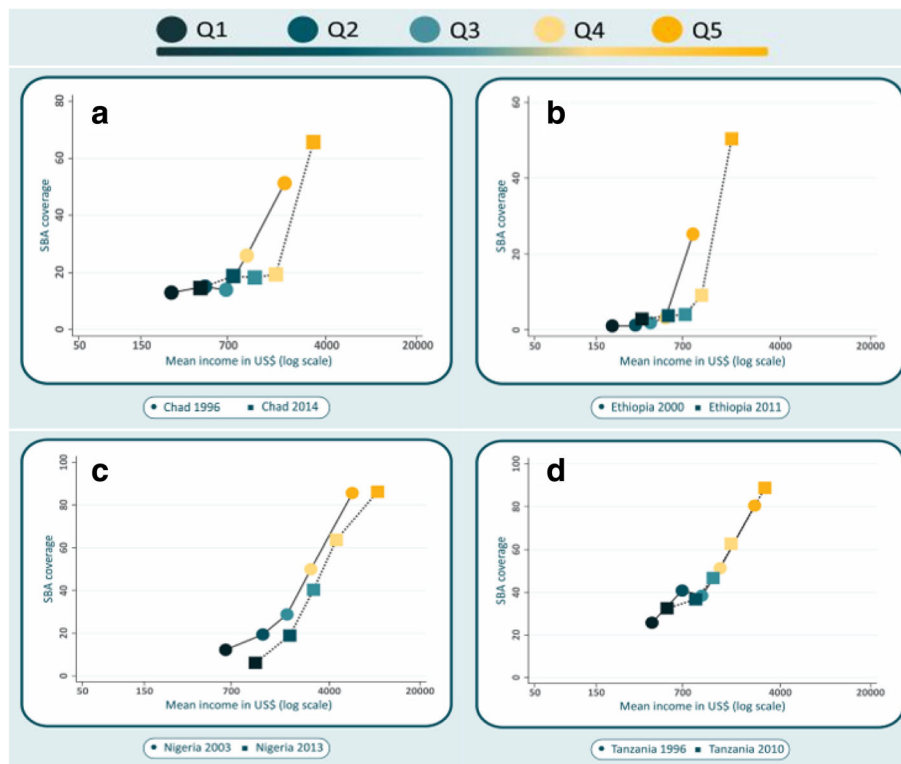 Q1 Q2 Q3 Q4 Q5
a
80
60
40
20
0
SBA coverage
50 150 700 4000 20000
Mean income in US$ (log scale)
Chad 1996 Chad 2014
b
60
40
20
0
SBA coverage
50 150 700 4000 20000
Mean income in US$ (log scale)
Ethiopia 2000 Ethiopia 2011
c
100
80
60
40
20
0
SBA coverage
50 150 700 4000 20000
Mean income in US$ (log scale)
Nigeria 2003 Nigeria 2013
d
100
80
60
40
20
0
SBA coverage
50 150 700 4000 20000
Mean income in US$ (log scale)
Tanzania 1996 Tanzania 2010